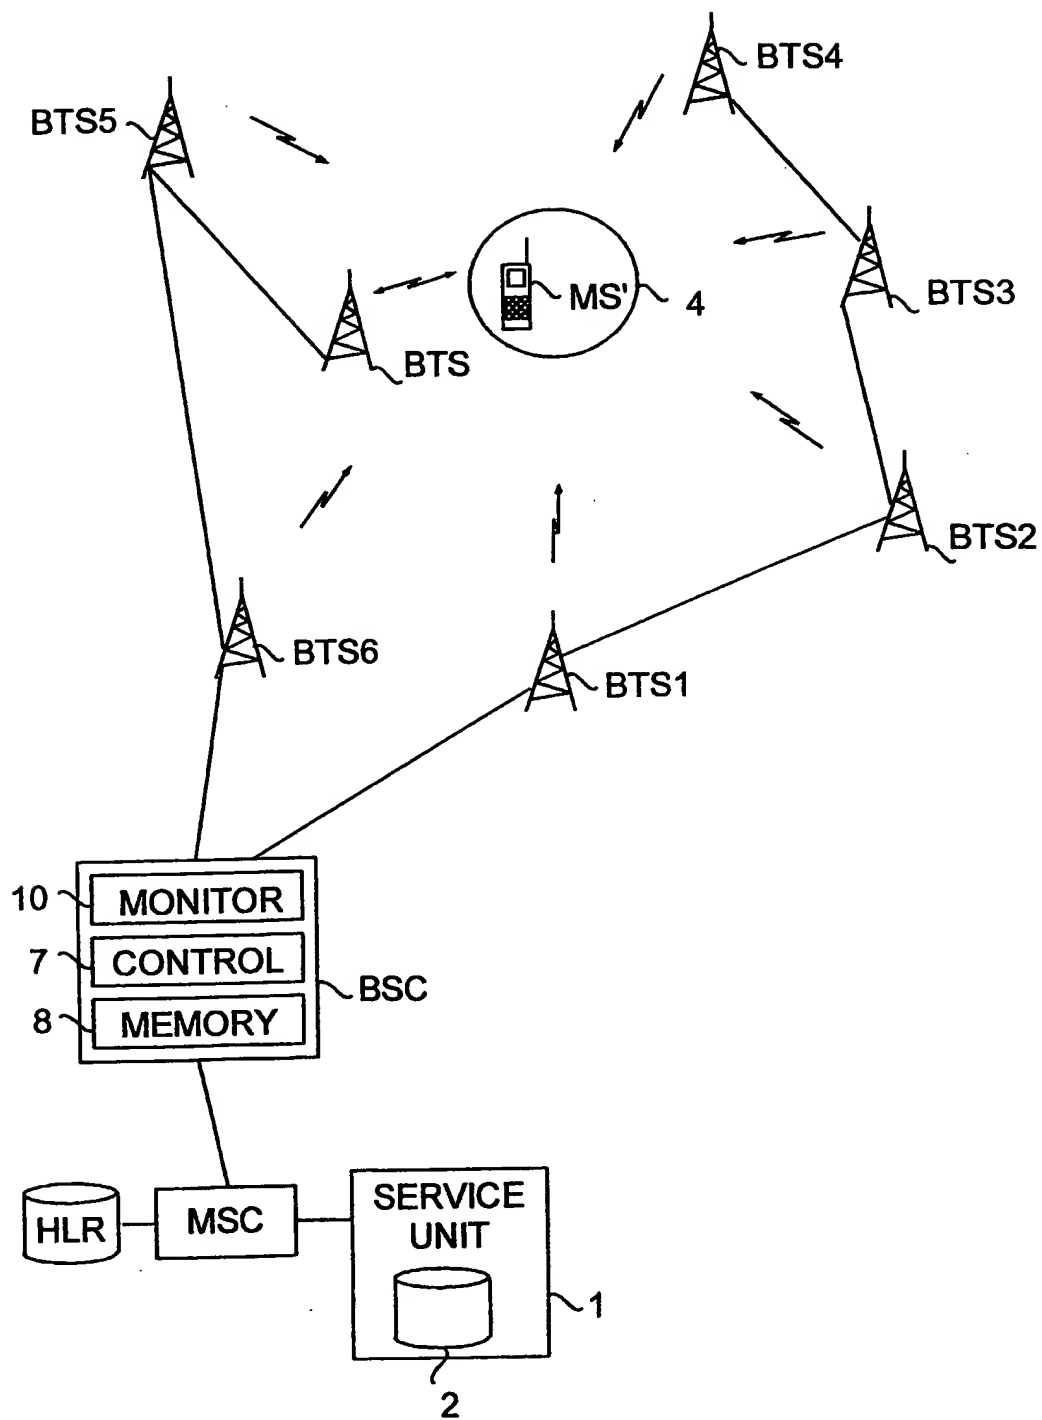 BTS4
BTS5
MS'
4
BTS3
BTS
BTS2
BTS6
BTS1
10
MONITOR
7
CONTROL
BSC
8
MEMORY
HLR
MSC
SERVICE
UNIT
1
2